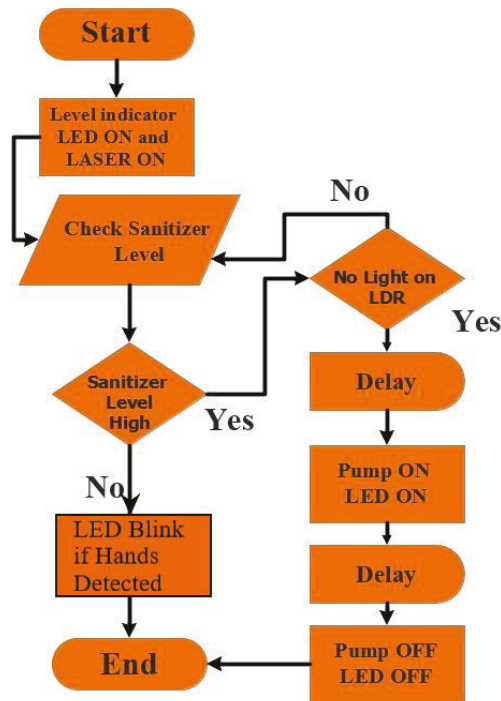 Start
Level indicator
LED ON and
LASER ON
Check Sanitizer
Level
Sanitizer
Level
High
Yes
No
LED Blink
if Hands
Detected
End
No
No Light on
LDR
Yes
Delay
Pump ON
LED ON
Delay
Pump OFF
LED OFF